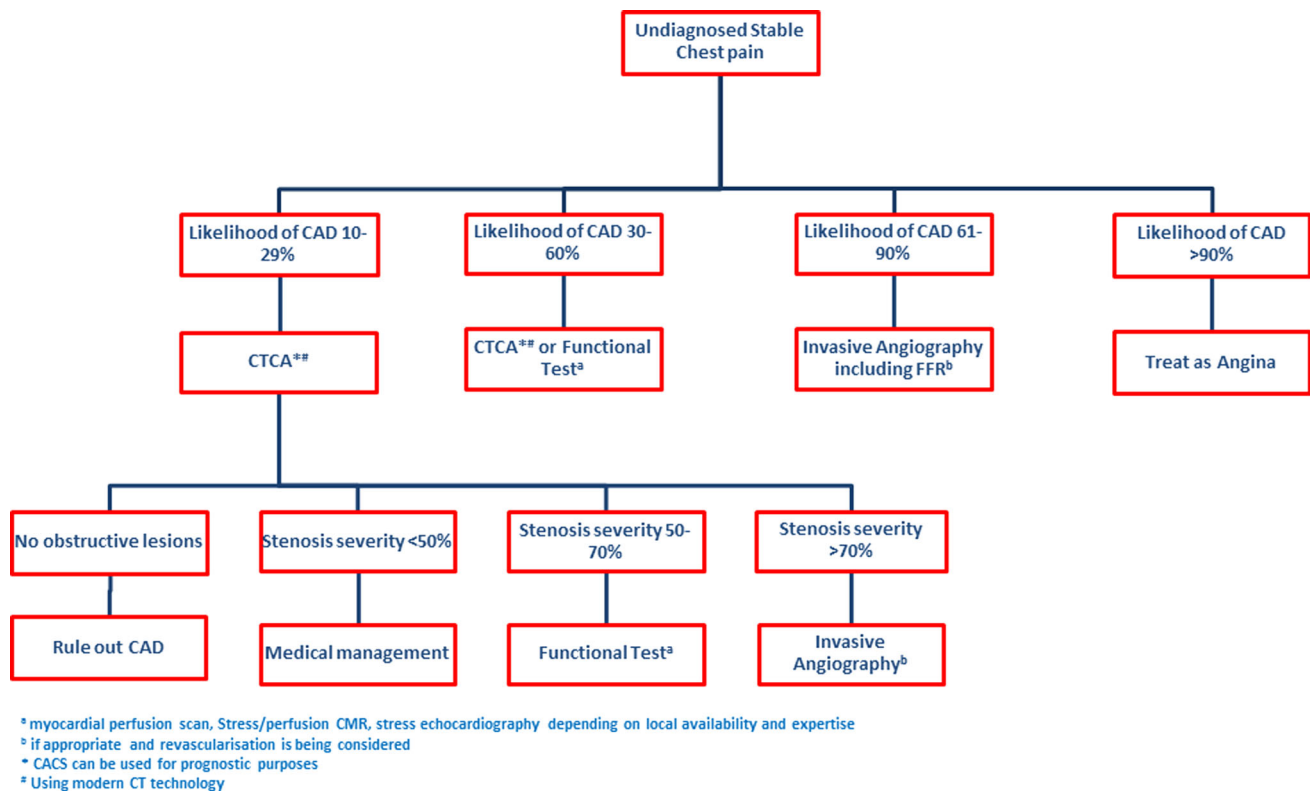 Undiagnosed Stable
Chest pain
Likelihood of CAD 10-
29%
Likelihood of CAD 30-
60%
Likelihood of CAD 61-
90%
Likelihood of CAD
>90%
CTCA*#
CTCA*# or Functional
Testᵃ
Invasive Angiography
including FFRᵇ
Treat as Angina
No obstructive lesions
Stenosis severity <50%
Stenosis severity 50-
70%
Stenosis severity
>70%
Rule out CAD
Medical management
Functional Testᵃ
Invasive
Angiographyᵇ
ᵃ myocardial perfusion scan, Stress/perfusion CMR, stress echocardiography depending on local availability and expertise
ᵇ if appropriate and revascularisation is being considered
* CACS can be used for prognostic purposes
# Using modern CT technology